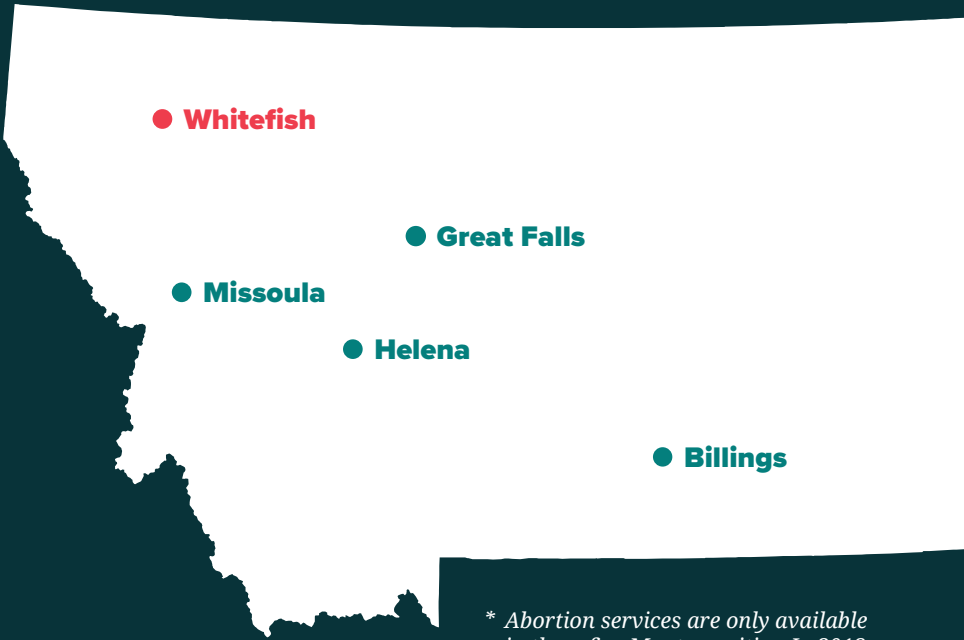 Whitefish
Great Falls
Missoula
Helena
Billings
* Abortion services are only available